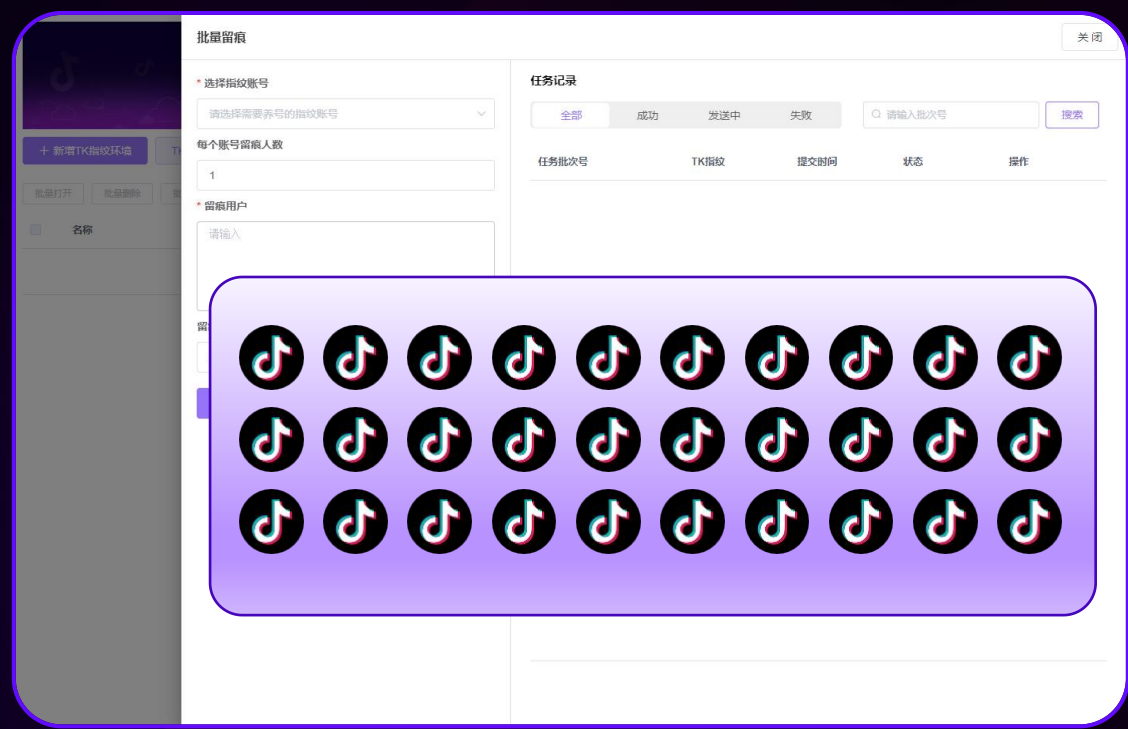 批量留痕
关 闭
* 选择指纹账号
请选择需要养号的指纹账号
每个账号留痕人数
1
* 留痕用户
请输入
留
任务记录
全部 成功 发送中 失败
请输入批次号
搜索
任务批次号 TK指纹 提交时间 状态 操作
+ 新增TK指纹环境
批量打开 批量删除
名称